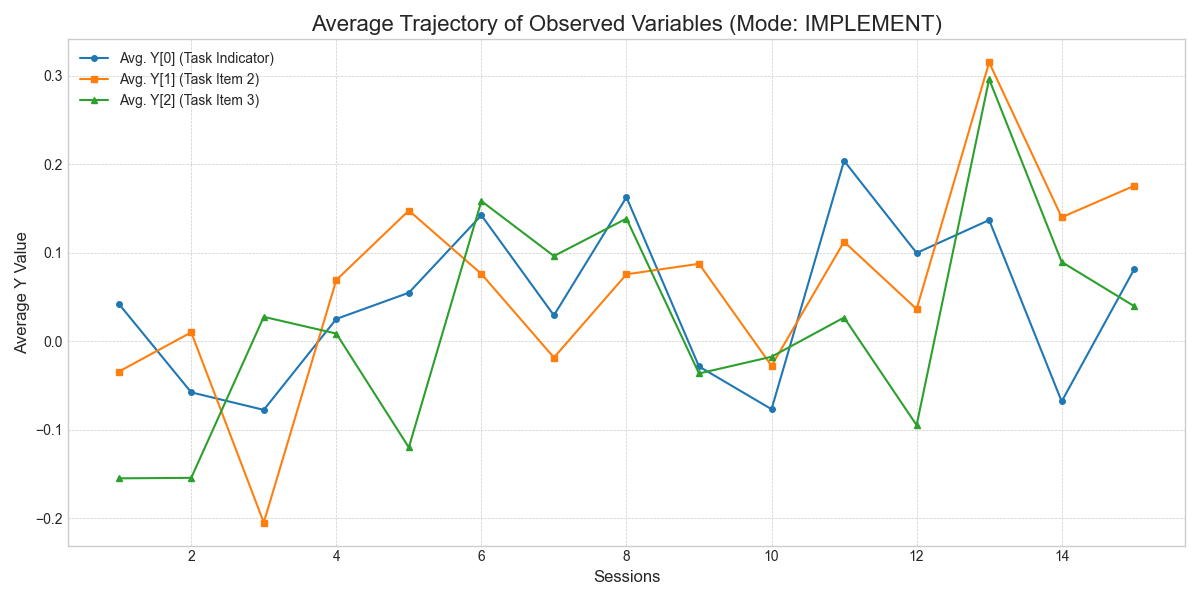 Average Trajectory of Observed Variables (Mode: IMPLEMENT)
Avg. Y[0] (Task Indicator)
Avg. Y[1] (Task Item 2)
Avg. Y[2] (Task Item 3)
Average Y Value
0.3
0.2
0.1
0.0
−0.1
−0.2
2 4 6 8 10 12 14
Sessions